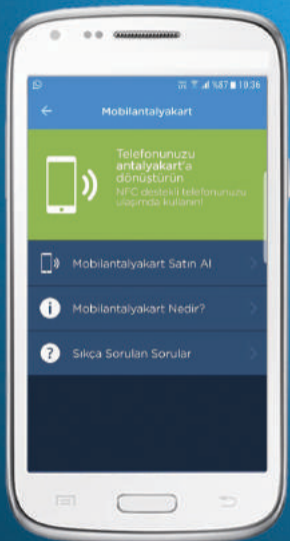 %87 19:36
Mobilantalyakart
Telefonunuzu
antalyakart'a
dönüştürün
NFC destekli telefonunuzu
ulaşımda kullanın!
Mobilantalyakart Satın Al
Mobilantalyakart Nedir?
Sıkça Sorulan Sorular